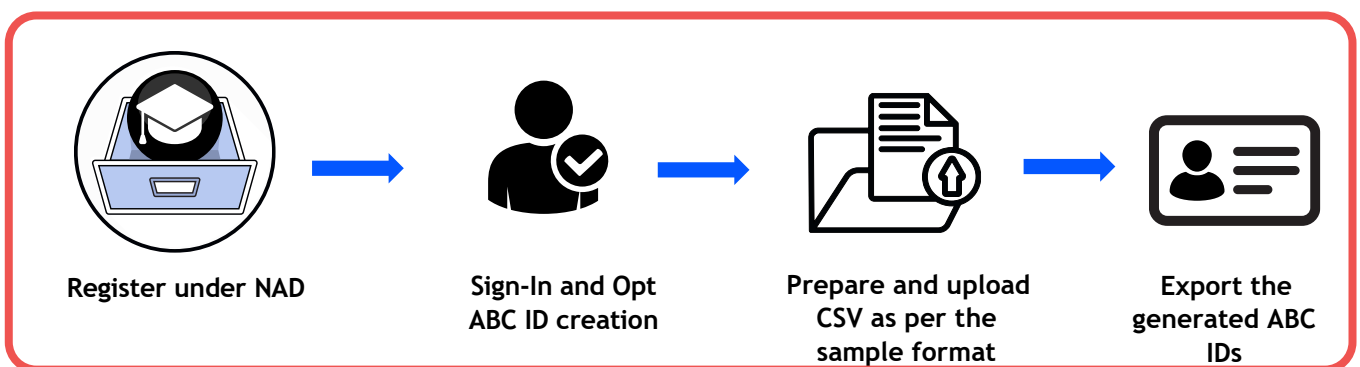 Register under NAD
Sign-In and Opt
ABC ID creation
Prepare and upload
CSV as per the
sample format
Export the
generated ABC
IDs